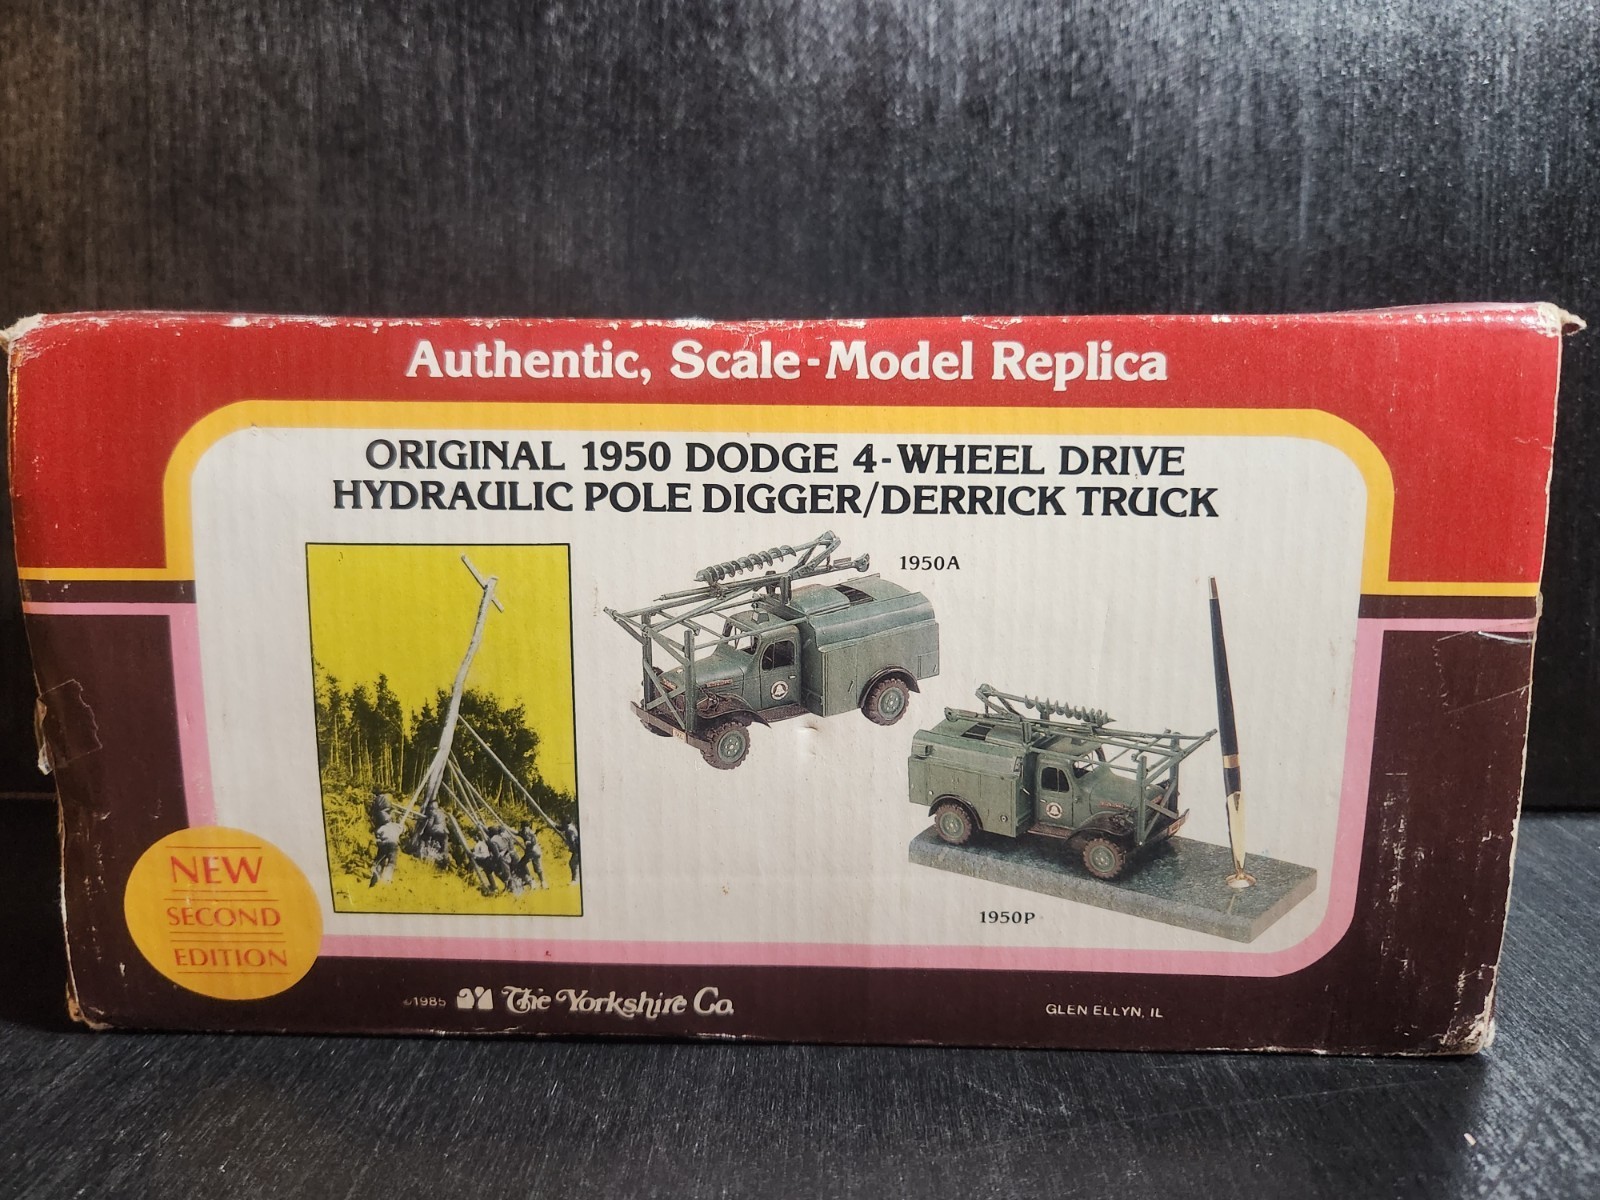 Authentic, Scale-Model Replica
ORIGINAL 1950 DODGE 4-WHEEL DRIVE
HYDRAULIC POLE DIGGER/DERRICK TRUCK
1950A
1950P
NEW
SECOND
EDITION
©1985 The Yorkshire Co.
GLEN ELLYN, IL